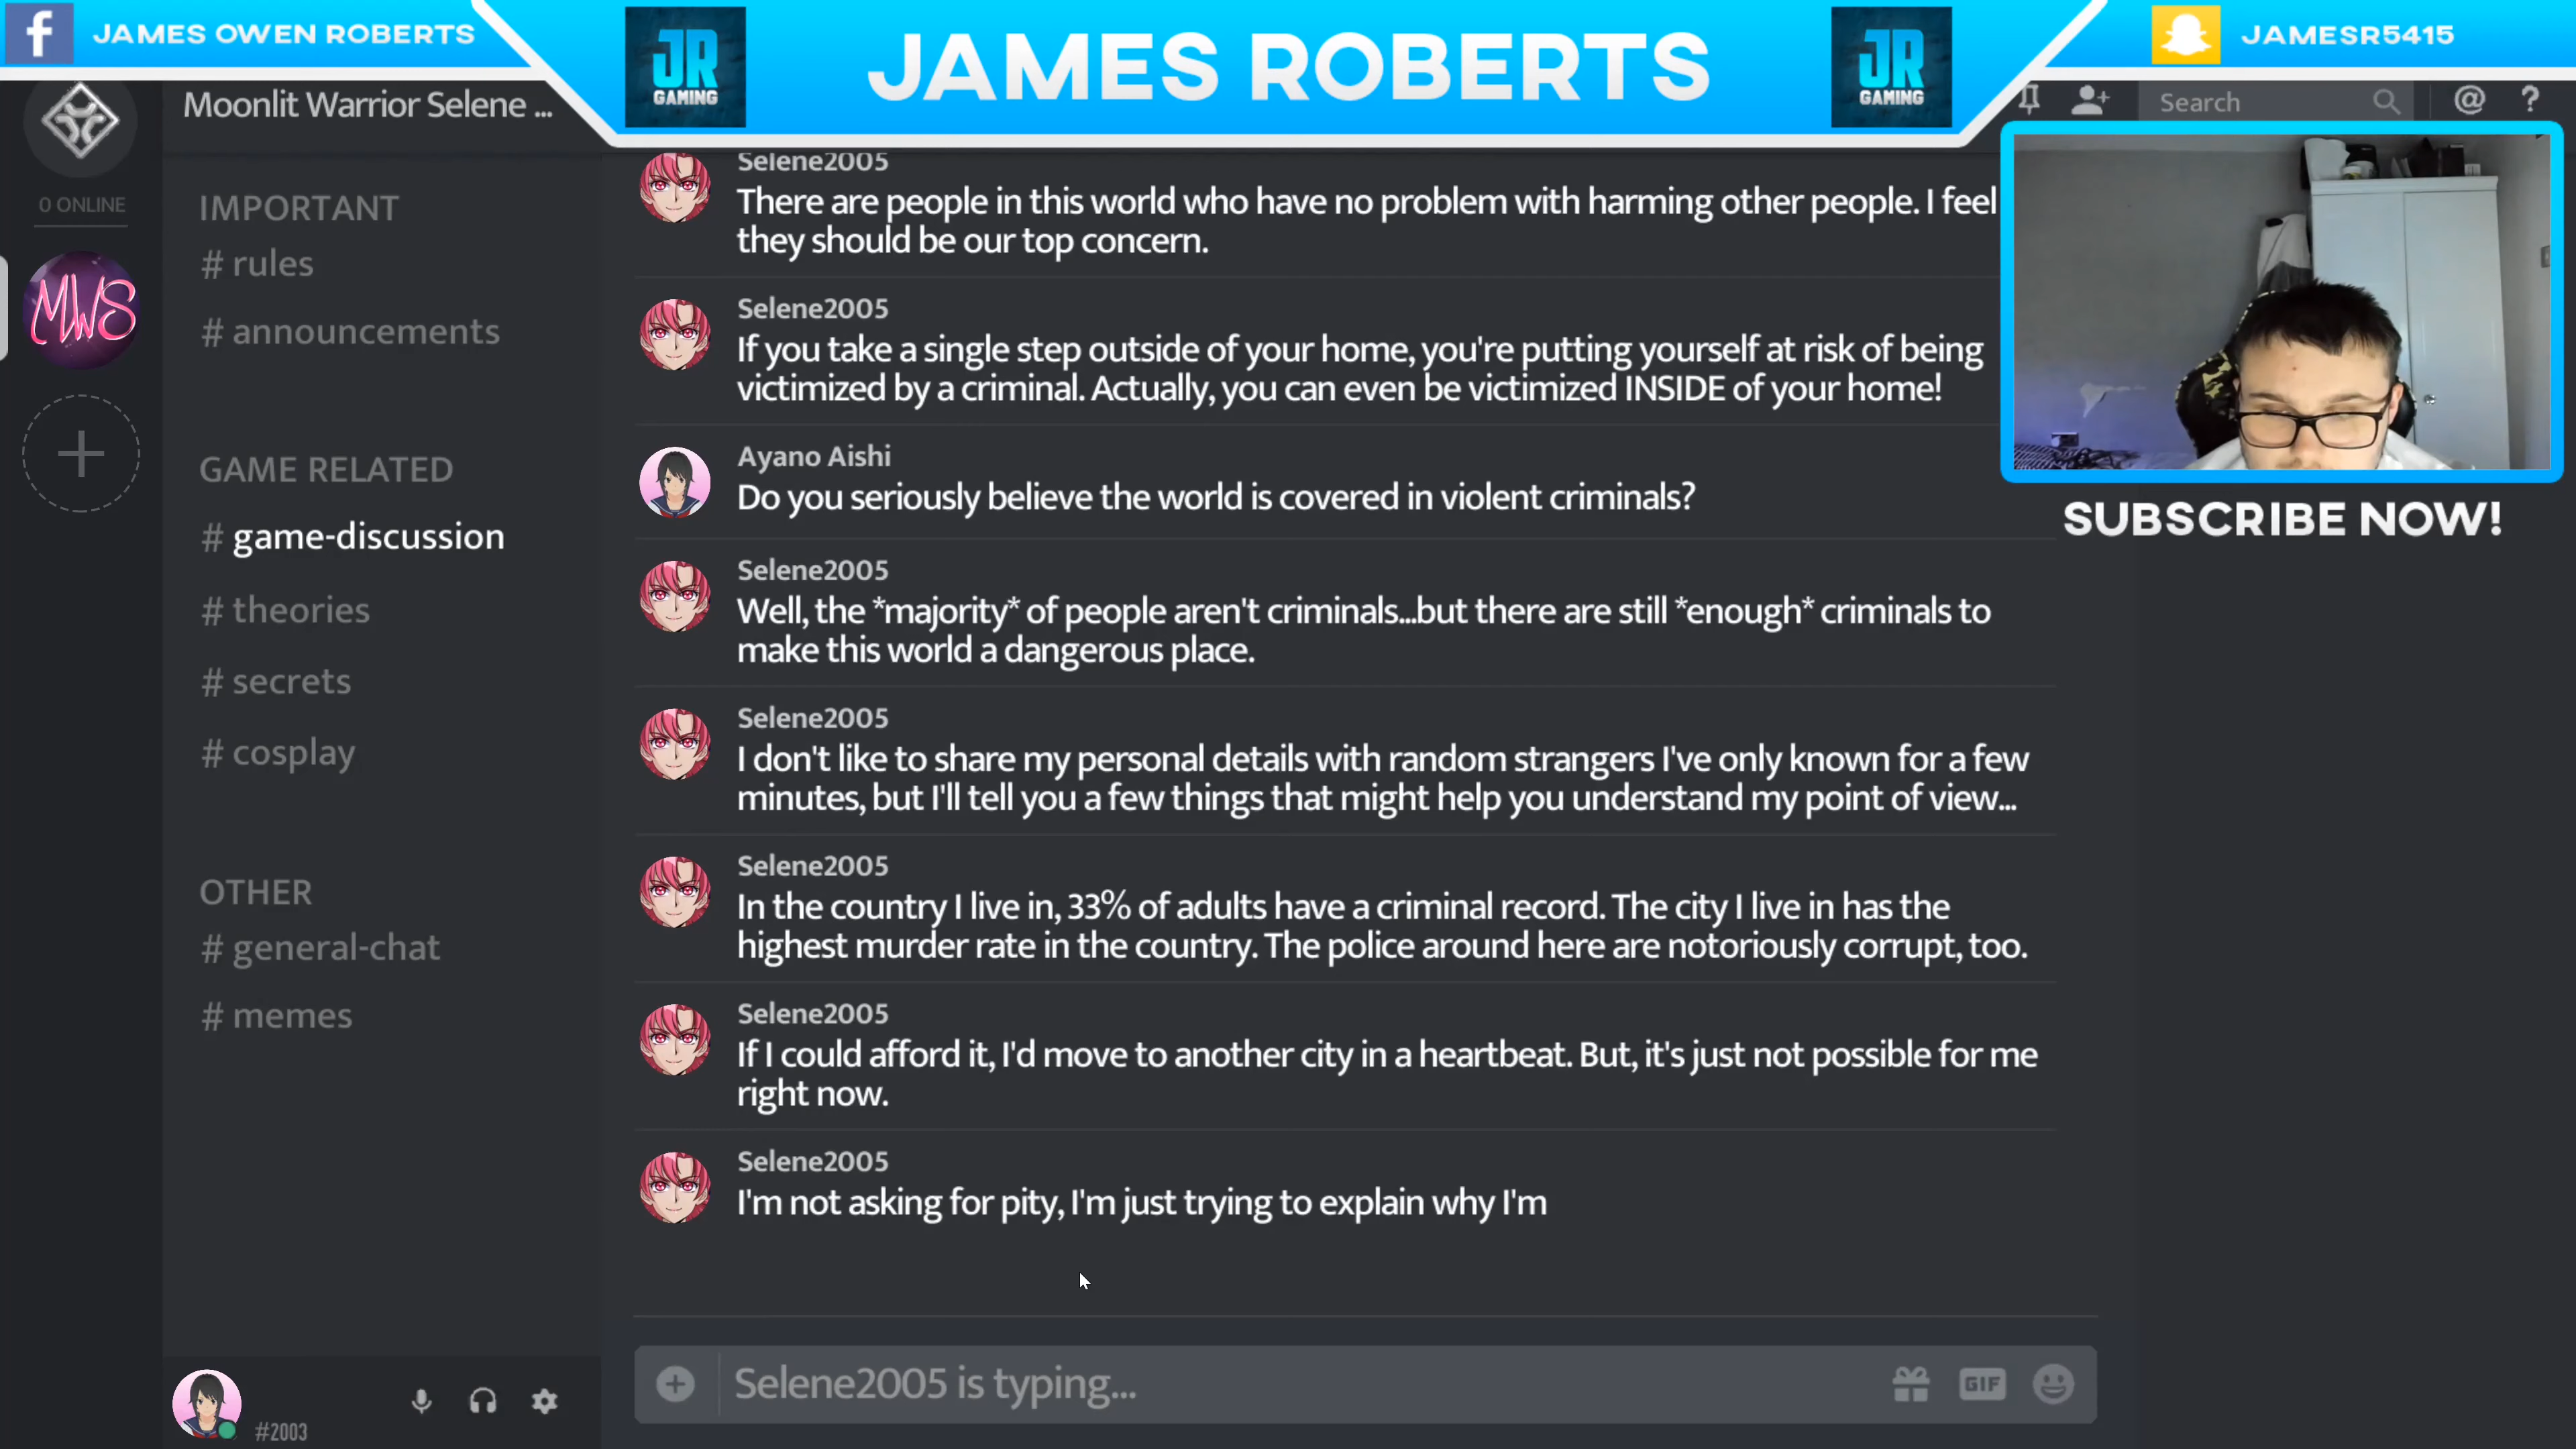 JAMES OWEN ROBERTS
JR
GAMING
JAMES ROBERTS
JR
GAMING
JAMESR5415
Moonlit Warrior Selene ...
Search
0 ONLINE
MWS
IMPORTANT
# rules
# announcements
GAME RELATED
# game-discussion
# theories
# secrets
# cosplay
OTHER
# general-chat
# memes
#2003
Selene2005
There are people in this world who have no problem with harming other people. I feel
they should be our top concern.
Selene2005
If you take a single step outside of your home, you're putting yourself at risk of being
victimized by a criminal. Actually, you can even be victimized INSIDE of your home!
Ayano Aishi
Do you seriously believe the world is covered in violent criminals?
Selene2005
Well, the *majority* of people aren't criminals...but there are still *enough* criminals to
make this world a dangerous place.
Selene2005
I don't like to share my personal details with random strangers I've only known for a few
minutes, but I'll tell you a few things that might help you understand my point of view...
Selene2005
In the country I live in, 33% of adults have a criminal record. The city I live in has the
highest murder rate in the country. The police around here are notoriously corrupt, too.
Selene2005
If I could afford it, I'd move to another city in a heartbeat. But, it's just not possible for me
right now.
Selene2005
I'm not asking for pity, I'm just trying to explain why I'm
Selene2005 is typing...
GIF
SUBSCRIBE NOW!